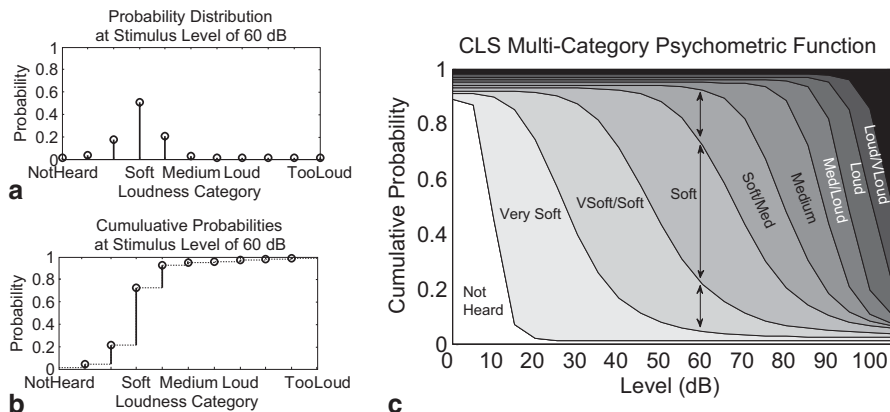 Probability Distribution
at Stimulus Level of 60 dB
1
0.8
0.6
0.4
0.2
0
Probability
NotHeard Soft Medium Loud TooLoud
Loudness Category
a
Cumuluative Probabilities
at Stimulus Level of 60 dB
1
0.8
0.6
0.4
0.2
0
Probability
NotHeard Soft Medium Loud TooLoud
Loudness Category
b
CLS Multi-Category Psychometric Function
1
0.8
0.6
0.4
0.2
0
Cumulative Probability
Not
Heard
Very Soft
VSoft/Soft
Soft
Soft/Med
Medium
Med/Loud
Loud
Loud/VLoud
10 20 30 40 50 60 70 80 90 100
Level (dB)
c